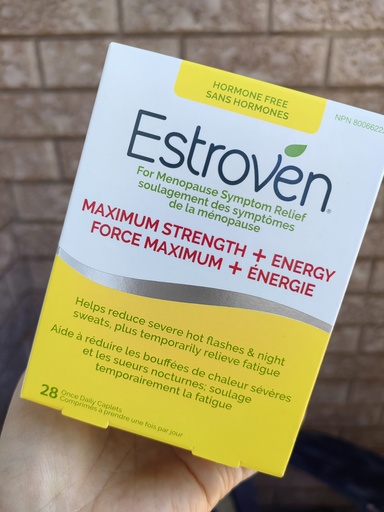 HORMONE FREE
SANS HORMONES
Estroven
For Menopause Symptom Relief
soulagement des symptômes
de la ménopause
MAXIMUM STRENGTH + ENERGY
FORCE MAXIMUM + ÉNERGIE
Helps reduce severe hot flashes & night
sweats, plus temporarily relieve fatigue
Aide à réduire les bouffées de chaleur sévères
et les sueurs nocturnes; soulage
temporairement la fatigue
28 Once Daily Caplets
Comprimés à prendre une fois par jour
NPN